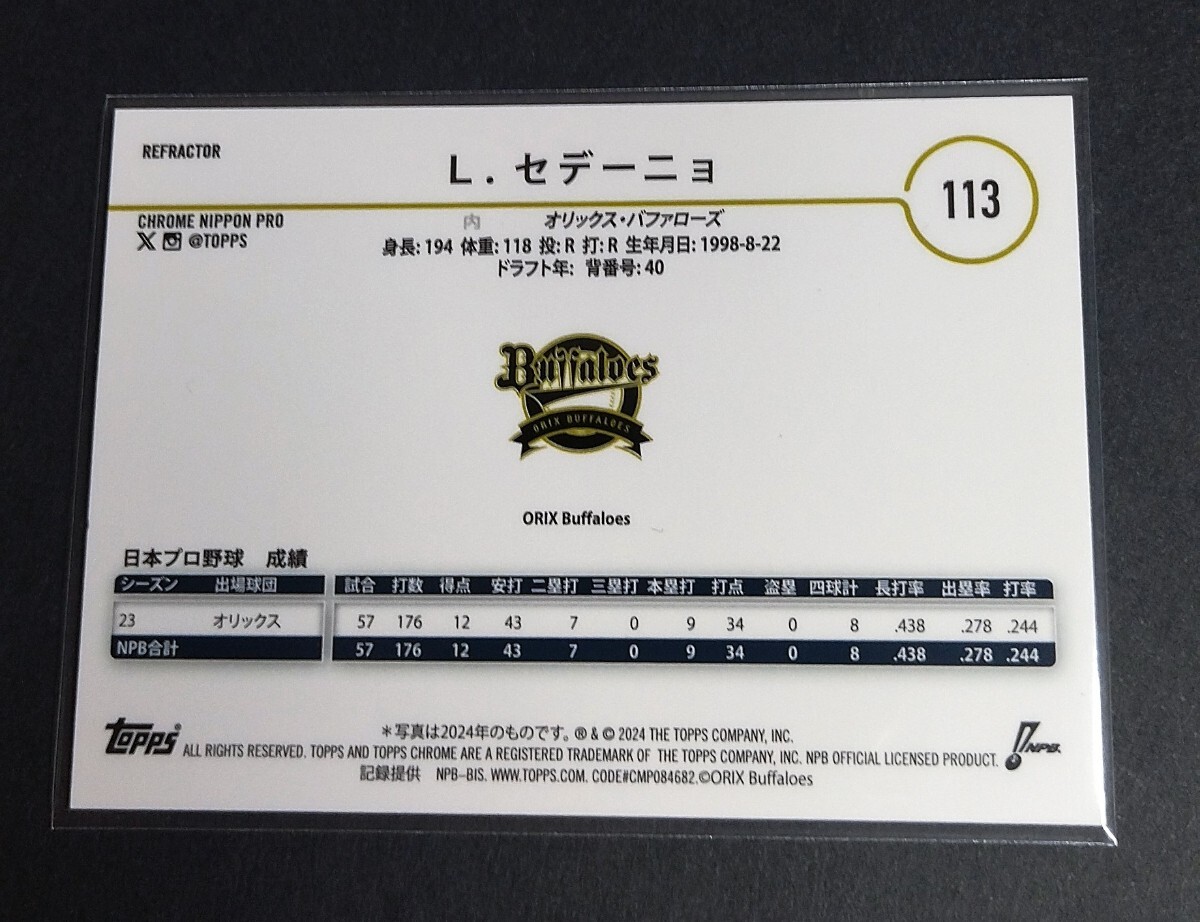 REFRACTOR
L. セデーニョ
113
CHROME NIPPON PRO
内 オリックス・バファローズ
@TOPPS
身長: 194 体重: 118 投: R 打: R 生年月日: 1998-8-22
ドラフト年: 背番号: 40
Buffaloes
ORIX BUFFALOES
ORIX Buffaloes
日本プロ野球 成績
シーズン 出場球団 試合 打数 得点 安打 二塁打 三塁打 本塁打 打点 盗塁 四球計 長打率 出塁率 打率
23 オリックス 57 176 12 43 7 0 9 34 0 8 .438 .278 .244
NPB合計 57 176 12 43 7 0 9 34 0 8 .438 .278 .244
Topps®
＊写真は2024年のものです。 ® & © 2024 THE TOPPS COMPANY, INC.
ALL RIGHTS RESERVED. TOPPS AND TOPPS CHROME ARE A REGISTERED TRADEMARK OF THE TOPPS COMPANY, INC. NPB OFFICIAL LICENSED PRODUCT.
NPB
記録提供 NPB-BIS. WWW.TOPPS.COM. CODE#CMP084682.©ORIX Buffaloes